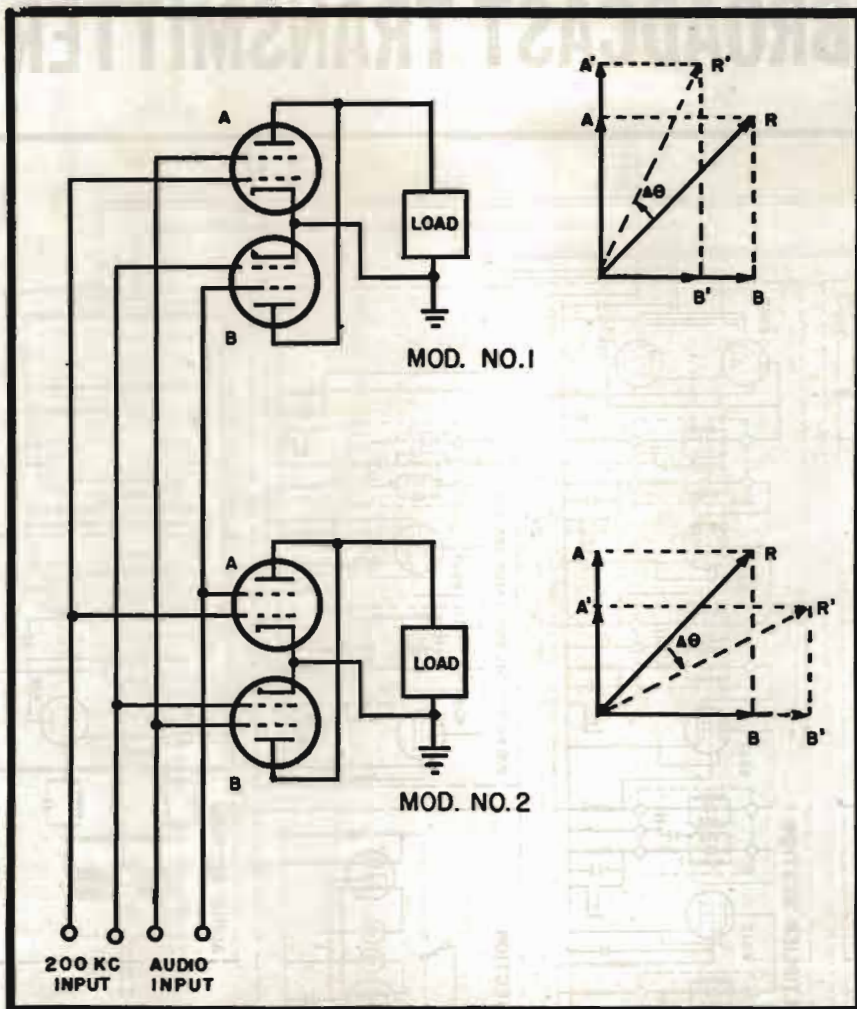 A
A'
R'
A
R
Δθ
LOAD
B
B'
B
MOD. NO.1
A
A
R
A'
R'
Δθ
LOAD
B
B
B'
MOD. NO.2
200 KC INPUT
AUDIO INPUT